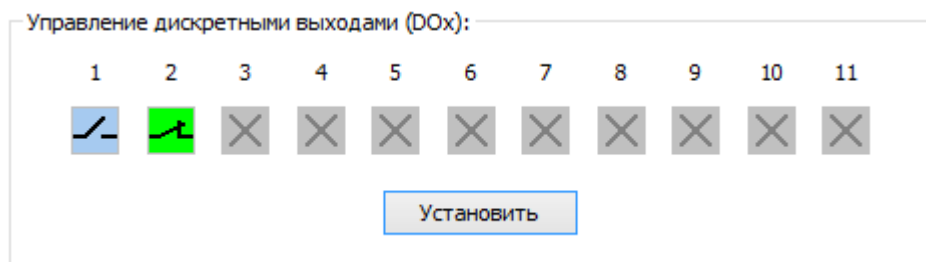 Управление дискретными выходами (DOx):
1 2 3 4 5 6 7 8 9 10 11
Установить